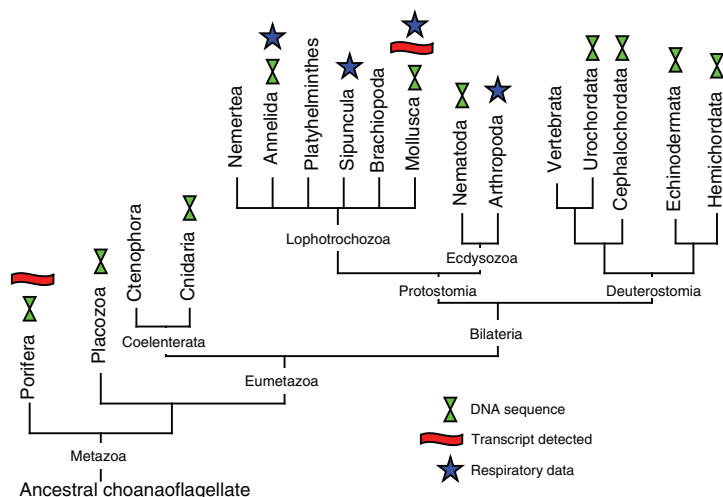 Nemertea
Annelida
Platyhelminthes
Sipuncula
Brachiopoda
Mollusca
Nematoda
Arthropoda
Vertebrata
Urochordata
Cephalochordata
Echinodermata
Hemichordata
Lophotrochozoa
Ecdysozoa
Protostomia
Deuterostomia
Ctenophora
Cnidaria
Placozoa
Porifera
Coelenterata
Bilateria
Eumetazoa
Metazoa
Ancestral choanaoflagellate
DNA sequence
Transcript detected
Respiratory data